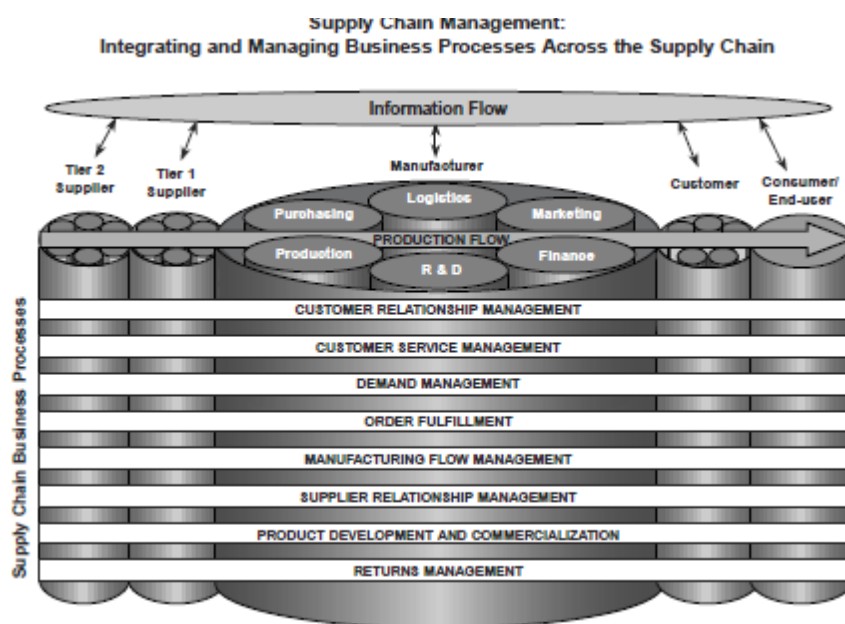 Supply Chain Management:
Integrating and Managing Business Processes Across the Supply Chain
Information Flow
Tier 2
Supplier
Tier 1
Supplier
Manufacturer
Customer
Consumer/
End-user
Logistics
Purchasing
Marketing
PRODUCTION FLOW
Production
Finance
R & D
Supply Chain Business Processes
CUSTOMER RELATIONSHIP MANAGEMENT
CUSTOMER SERVICE MANAGEMENT
DEMAND MANAGEMENT
ORDER FULFILLMENT
MANUFACTURING FLOW MANAGEMENT
SUPPLIER RELATIONSHIP MANAGEMENT
PRODUCT DEVELOPMENT AND COMMERCIALIZATION
RETURNS MANAGEMENT